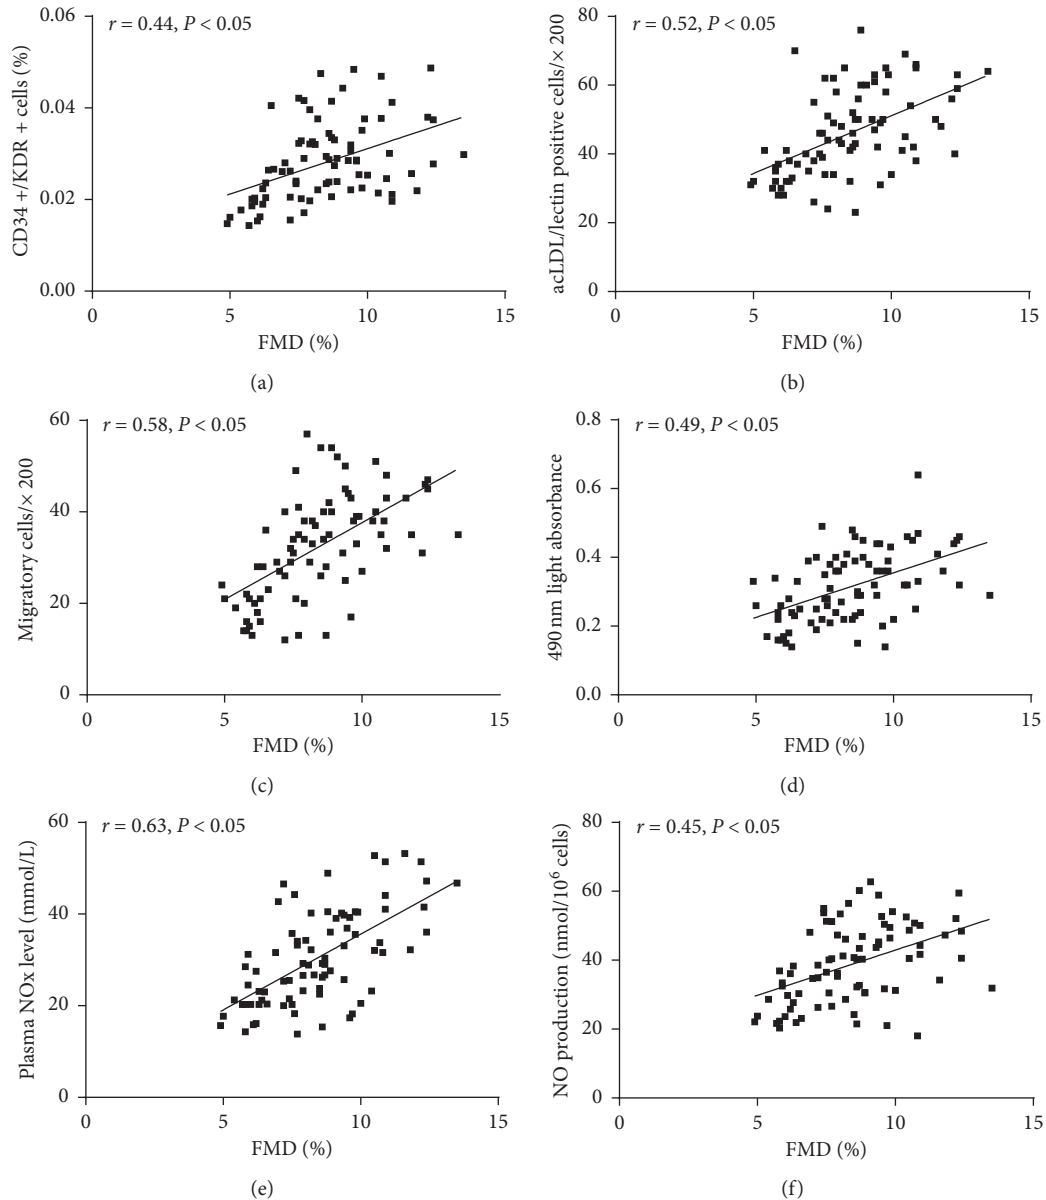 r = 0.44, P < 0.05
CD34 +/KDR + cells (%)
0.06
0.04
0.02
0.00
0 5 10 15
FMD (%)
(a)
r = 0.52, P < 0.05
acLDL/lectin positive cells/× 200
80
60
40
20
0
0 5 10 15
FMD (%)
(b)
r = 0.58, P < 0.05
Migratory cells/× 200
60
40
20
0
0 5 10 15
FMD (%)
(c)
r = 0.49, P < 0.05
490 nm light absorbance
0.8
0.6
0.4
0.2
0.0
0 5 10 15
FMD (%)
(d)
r = 0.63, P < 0.05
Plasma NOx level (mmol/L)
60
40
20
0
0 5 10 15
FMD (%)
(e)
r = 0.45, P < 0.05
NO production (nmol/10⁶ cells)
80
60
40
20
0
0 5 10 15
FMD (%)
(f)